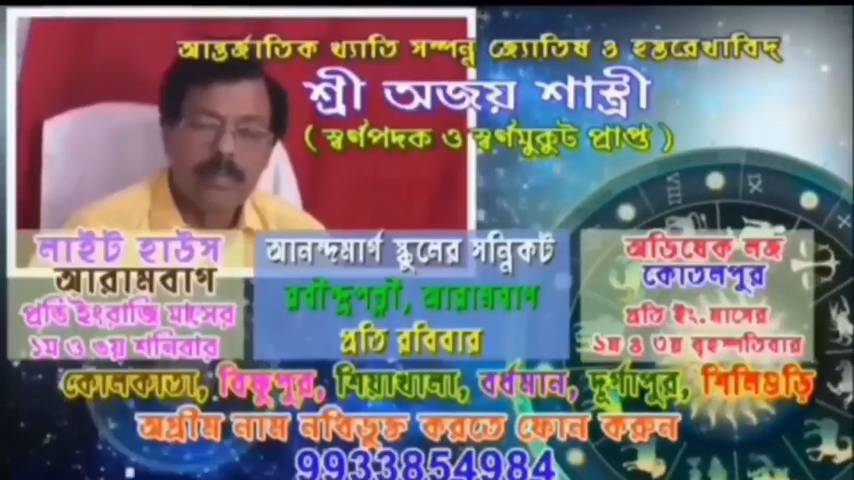 আন্তর্জাতিক খ্যাতি সম্পন্ন জ্যোতিষ ও হস্তরেখাবিদ্
শ্রী অজয় শাস্ত্রী
( স্বর্ণপদক ও স্বর্ণমুকুট প্রাপ্ত )
লাইট হাউস
আরামবাগ
প্রতি ইংরাজি মাসের
১ম ও ৩য় শনিবার
আনন্দমার্গ স্কুলের সন্নিকট
রবীন্দ্রপল্লী, আরামবাগ
প্রতি রবিবার
অভিষেক লজ
কোতলপুর
প্রতি ইং.মাসের
১ম ও ৩য় বৃহস্পতিবার
কোলকাতা, বিষ্ণুপুর, শিয়াখালা, বর্ধমান, দুর্গাপুর, শিলিগুড়ি
অগ্রীম নাম নথিভুক্ত করতে ফোন করুন
9933854984